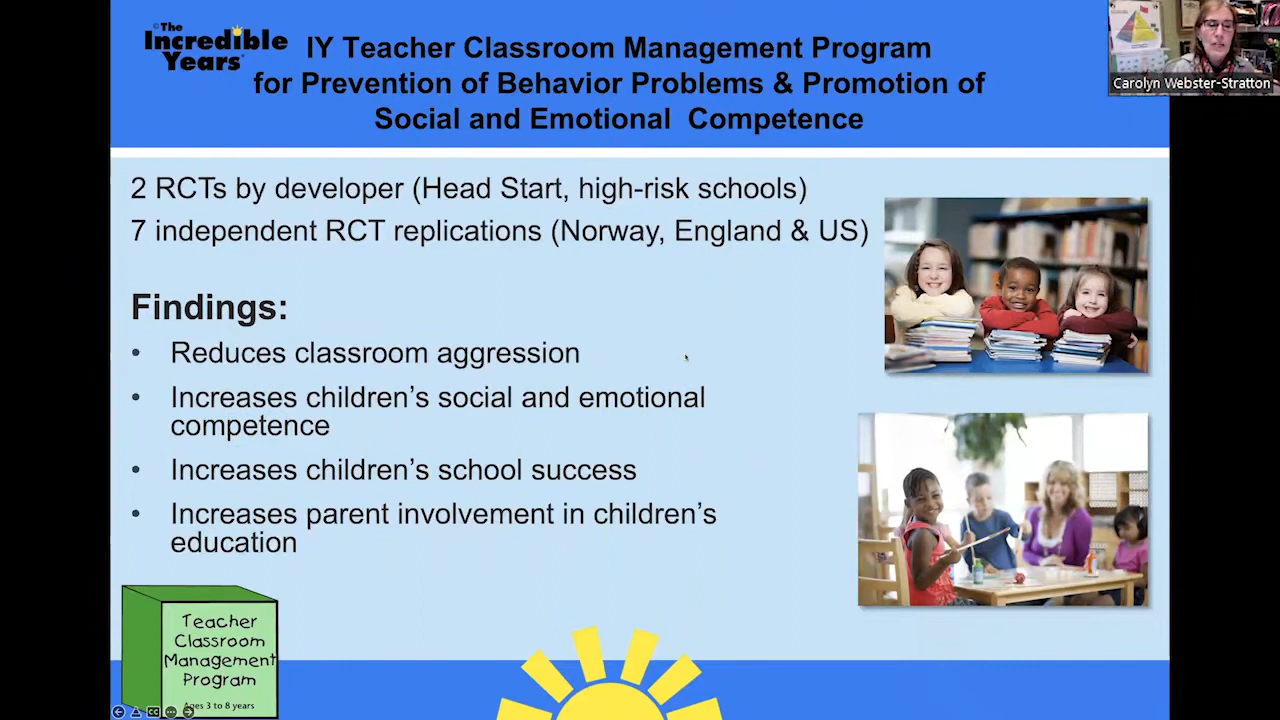 ©The
Incredible
Years®
IY Teacher Classroom Management Program
for Prevention of Behavior Problems & Promotion of
Social and Emotional Competence
Carolyn Webster-Stratton
2 RCTs by developer (Head Start, high-risk schools)
7 independent RCT replications (Norway, England & US)
Findings:
• Reduces classroom aggression
• Increases children’s social and emotional
competence
• Increases children’s school success
• Increases parent involvement in children’s
education
Teacher
Classroom
Management
Program
Ages 3 to 8 years
CC